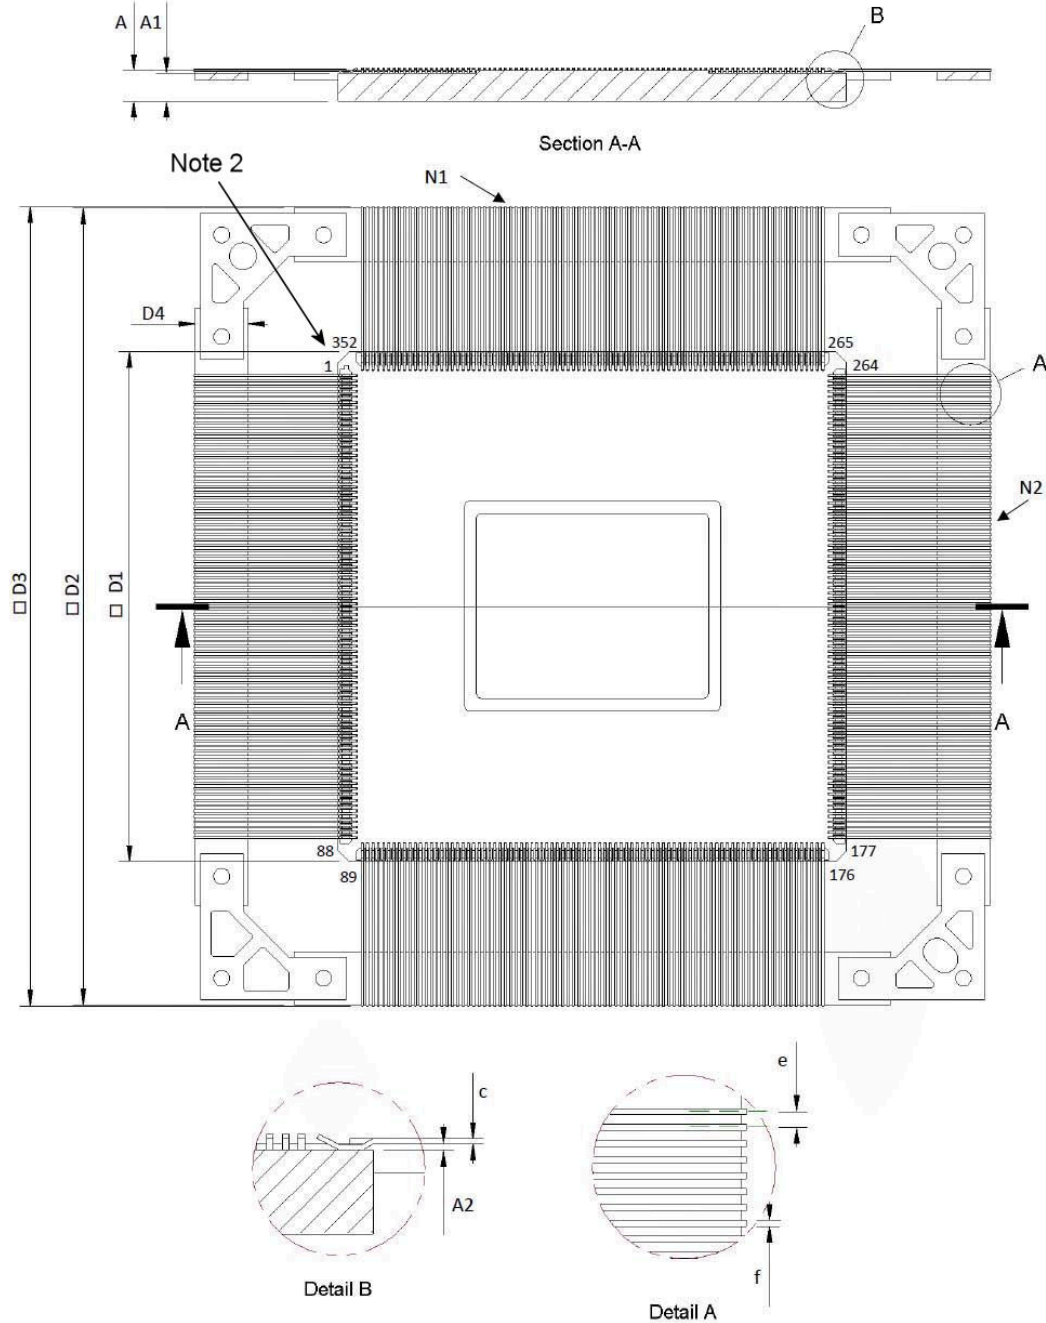 A A1 B
Section A-A
Note 2
N1
D4
352 265
1 264
A
N2
□ D3 □ D2 □ D1
A A
88 177
89 176
e
c
A2
f
Detail B
Detail A